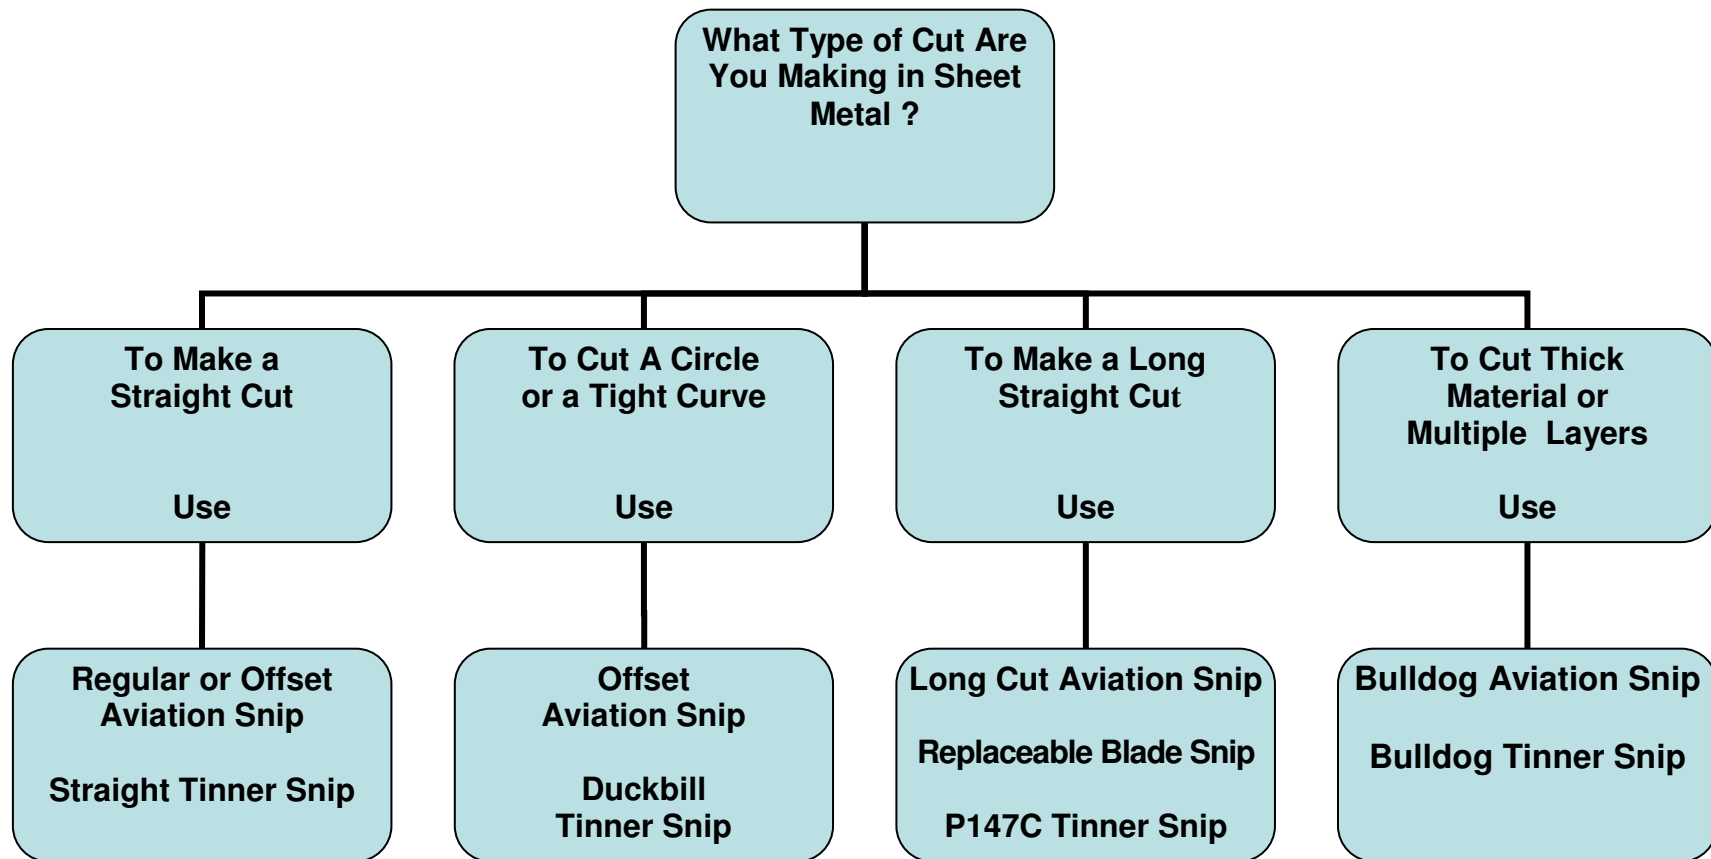 What Type of Cut Are
You Making in Sheet
Metal ?
To Make a
Straight Cut
Use
To Cut A Circle
or a Tight Curve
Use
To Make a Long
Straight Cut
Use
To Cut Thick
Material or
Multiple  Layers
Use
Regular or Offset
Aviation Snip
Straight Tinner Snip
Offset
Aviation Snip
Duckbill
Tinner Snip
Long Cut Aviation Snip
Replaceable Blade Snip
P147C Tinner Snip
Bulldog Aviation Snip
Bulldog Tinner Snip